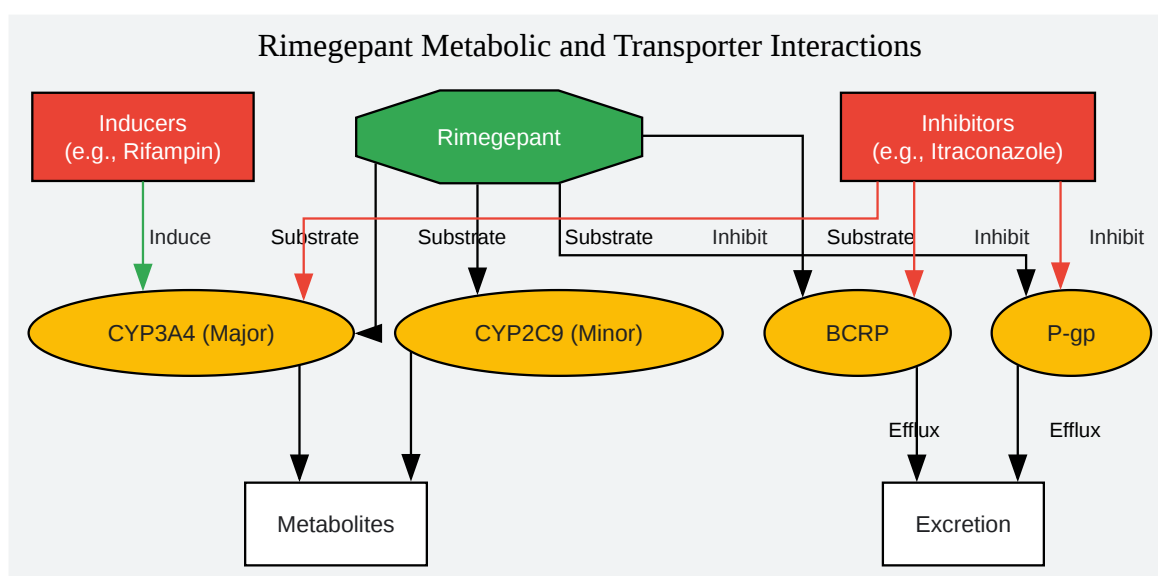 Rimegepant Metabolic and Transporter Interactions
Inducers
(e.g., Rifampin)
Rimegepant
Inhibitors
(e.g., Itraconazole)
Induce
Substrate
Substrate
Substrate
Inhibit
Substrate
Inhibit
Inhibit
CYP3A4 (Major)
CYP2C9 (Minor)
BCRP
P-gp
Efflux
Efflux
Metabolites
Excretion